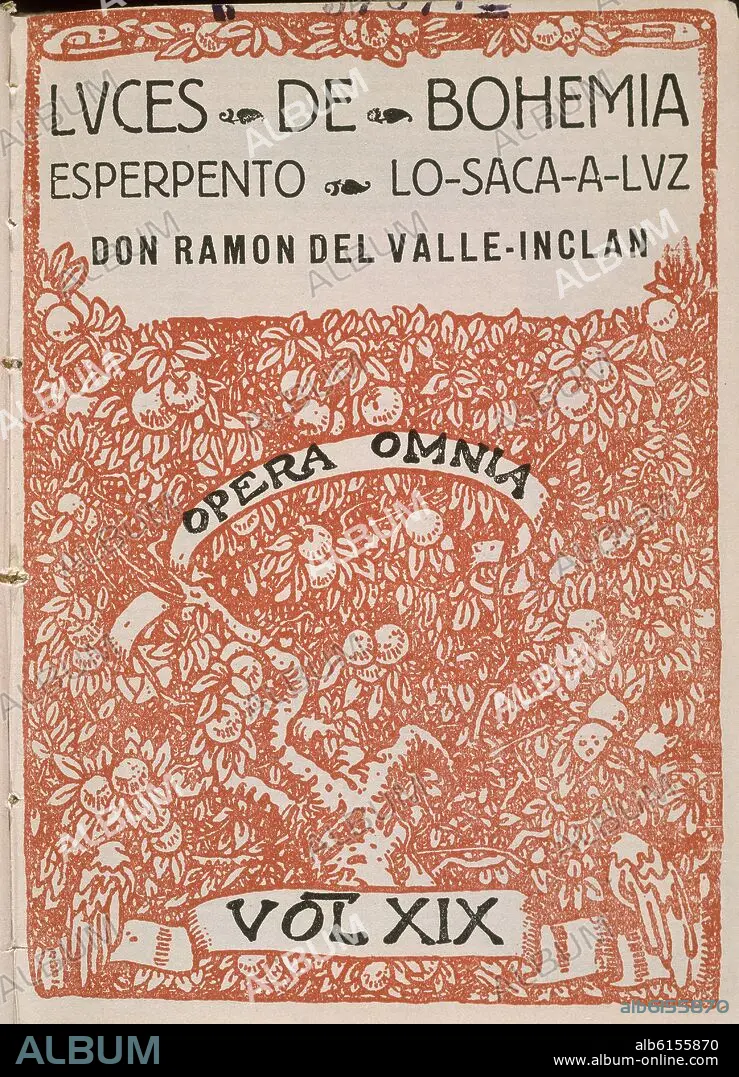 LVCES DE BOHEMIA
ESPERPENTO LO-SACA-A-LVZ
DON RAMON DEL VALLE-INCLAN
OPERA OMNIA
VOL XIX
alb6155870
ALBUM
alb6155870
www.album-online.com